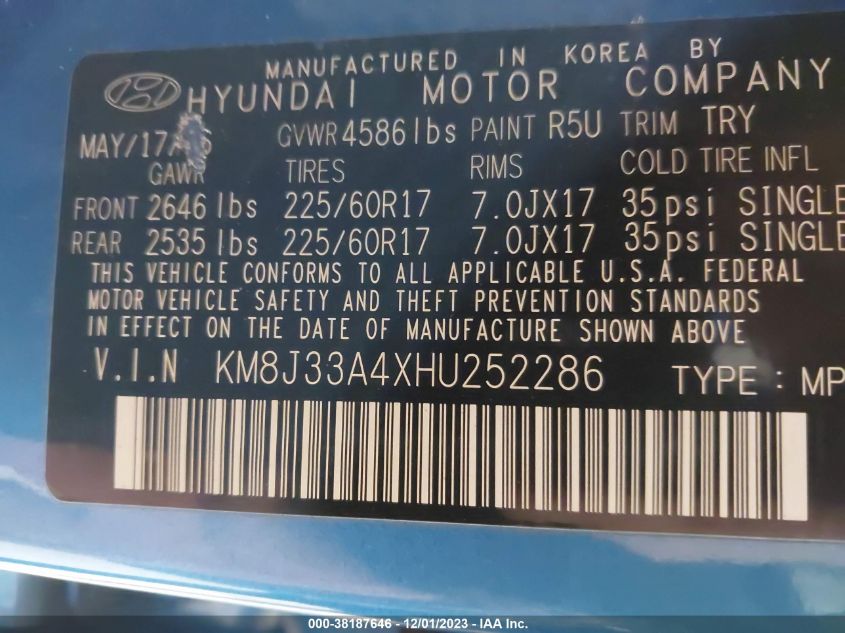 MANUFACTURED IN KOREA BY
HYUNDAI MOTOR COMPANY
MAY/17 GVWR 4586lbs PAINT R5U TRIM TRY
GAWR TIRES RIMS COLD TIRE INFL
FRONT 2646 lbs 225/60R17 7.0JX17 35psi SINGLE
REAR 2535 lbs 225/60R17 7.0JX17 35psi SINGLE
THIS VEHICLE CONFORMS TO ALL APPLICABLE U.S.A. FEDERAL
MOTOR VEHICLE SAFETY AND THEFT PREVENTION STANDARDS
IN EFFECT ON THE DATE OF MANUFACTURE SHOWN ABOVE
V.I.N KM8J33A4XHU252286 TYPE : MP
000-38187646 - 12/01/2023 - IAA Inc.